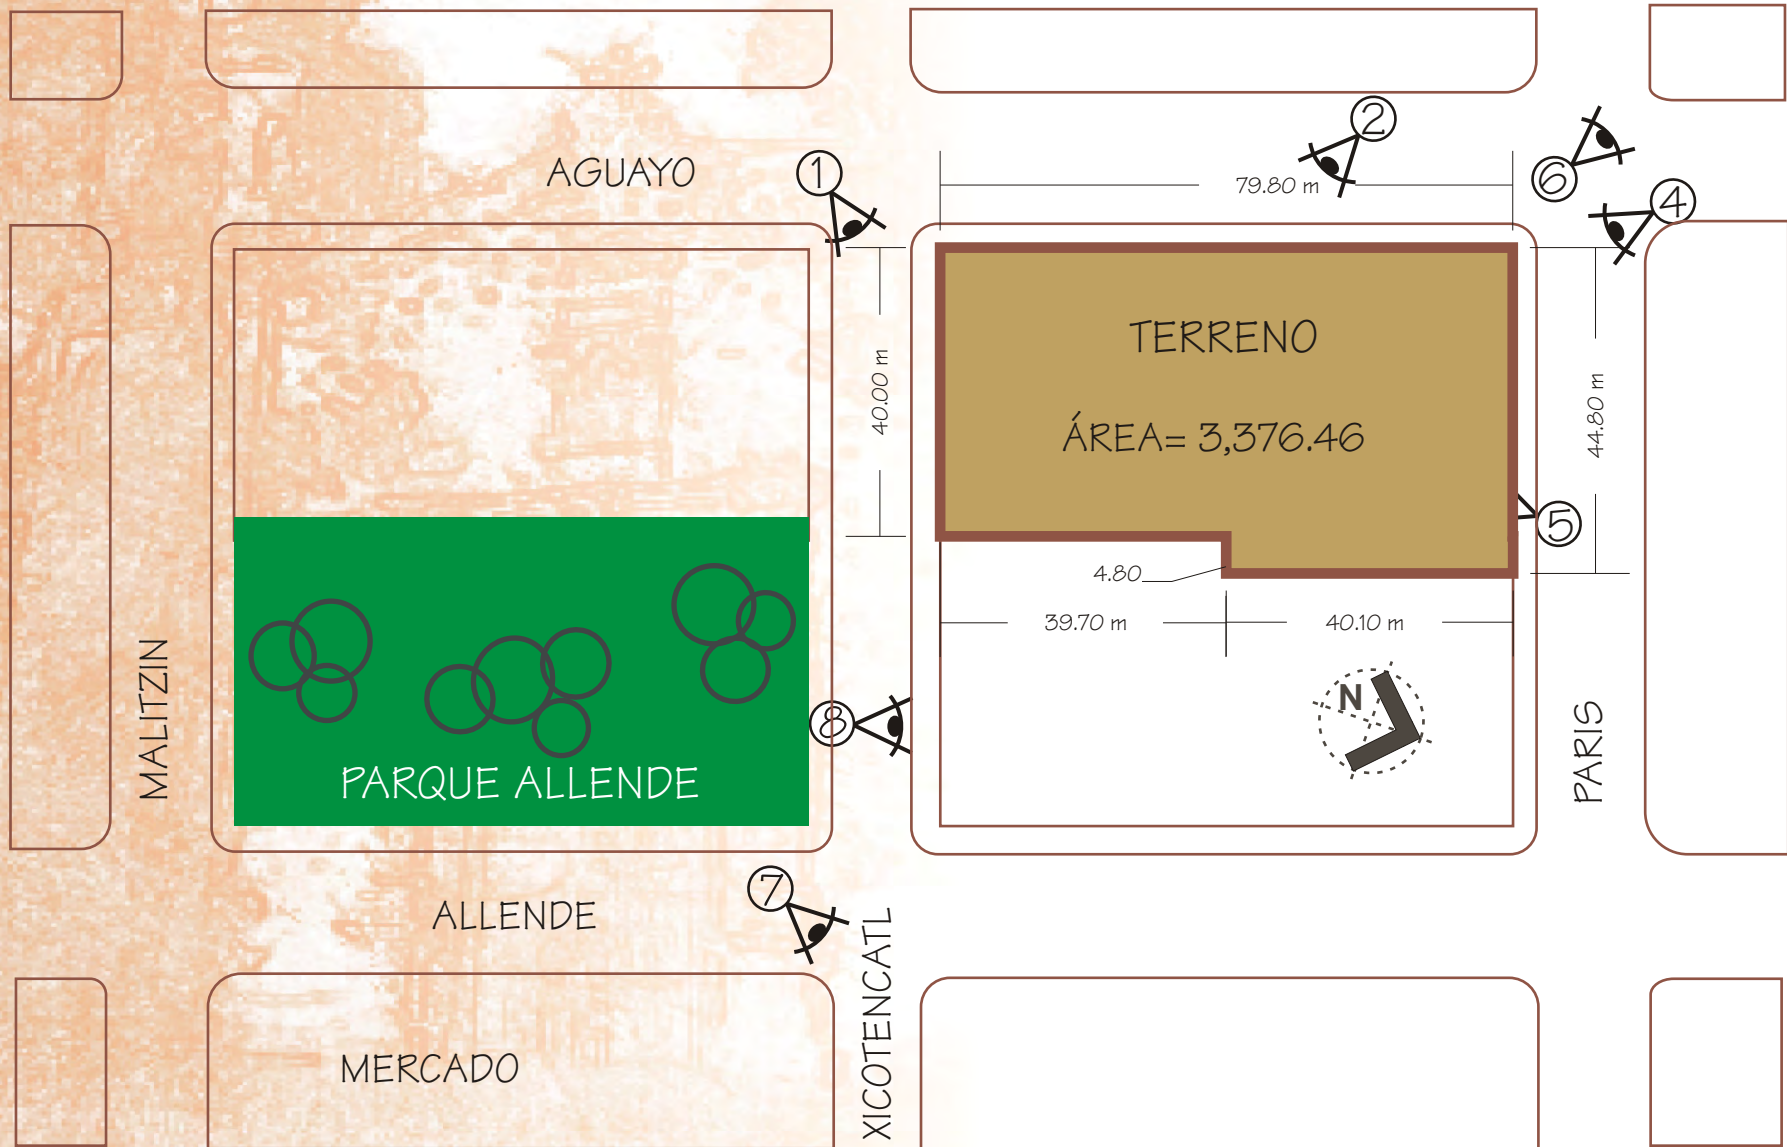 2
1
AGUAYO
79.80 m
6
4
TERRENO
40.00 m
44.80 m
ÁREA= 3,376.46
5
4.80
39.70 m
40.10 m
N
MALITZIN
8
PARIS
PARQUE ALLENDE
7
ALLENDE
XICOTENCATL
MERCADO